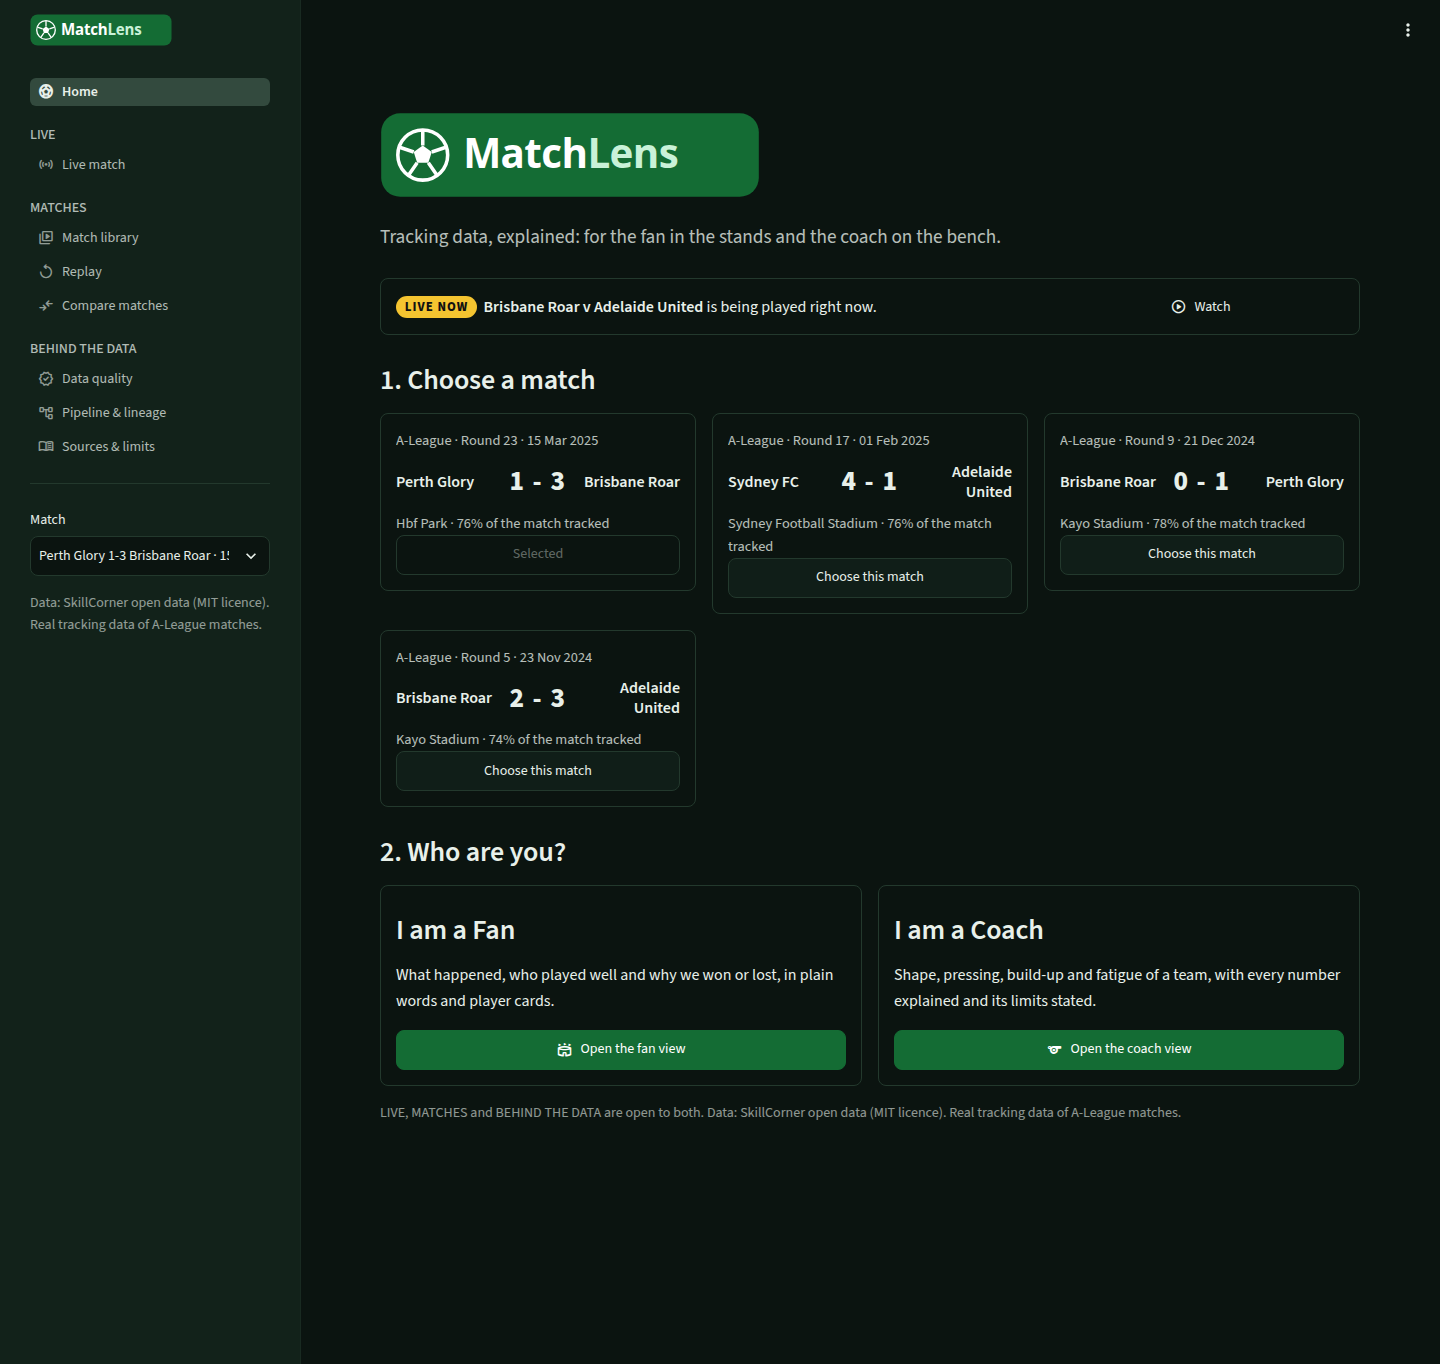 MatchLens
Home
LIVE
Live match
MATCHES
Match library
Replay
Compare matches
BEHIND THE DATA
Data quality
Pipeline & lineage
Sources & limits
Match
Perth Glory 1-3 Brisbane Roar · 15
Data: SkillCorner open data (MIT licence).
Real tracking data of A-League matches.
MatchLens
Tracking data, explained: for the fan in the stands and the coach on the bench.
LIVE NOW Brisbane Roar v Adelaide United is being played right now.
Watch
1. Choose a match
A-League · Round 23 · 15 Mar 2025
Perth Glory 1 - 3 Brisbane Roar
Hbf Park · 76% of the match tracked
Selected
A-League · Round 17 · 01 Feb 2025
Sydney FC 4 - 1 Adelaide
United
Sydney Football Stadium · 76% of the match
tracked
Choose this match
A-League · Round 9 · 21 Dec 2024
Brisbane Roar 0 - 1 Perth Glory
Kayo Stadium · 78% of the match tracked
Choose this match
A-League · Round 5 · 23 Nov 2024
Brisbane Roar 2 - 3 Adelaide
United
Kayo Stadium · 74% of the match tracked
Choose this match
2. Who are you?
I am a Fan
What happened, who played well and why we won or lost, in plain
words and player cards.
Open the fan view
I am a Coach
Shape, pressing, build-up and fatigue of a team, with every number
explained and its limits stated.
Open the coach view
LIVE, MATCHES and BEHIND THE DATA are open to both. Data: SkillCorner open data (MIT licence). Real tracking data of A-League matches.